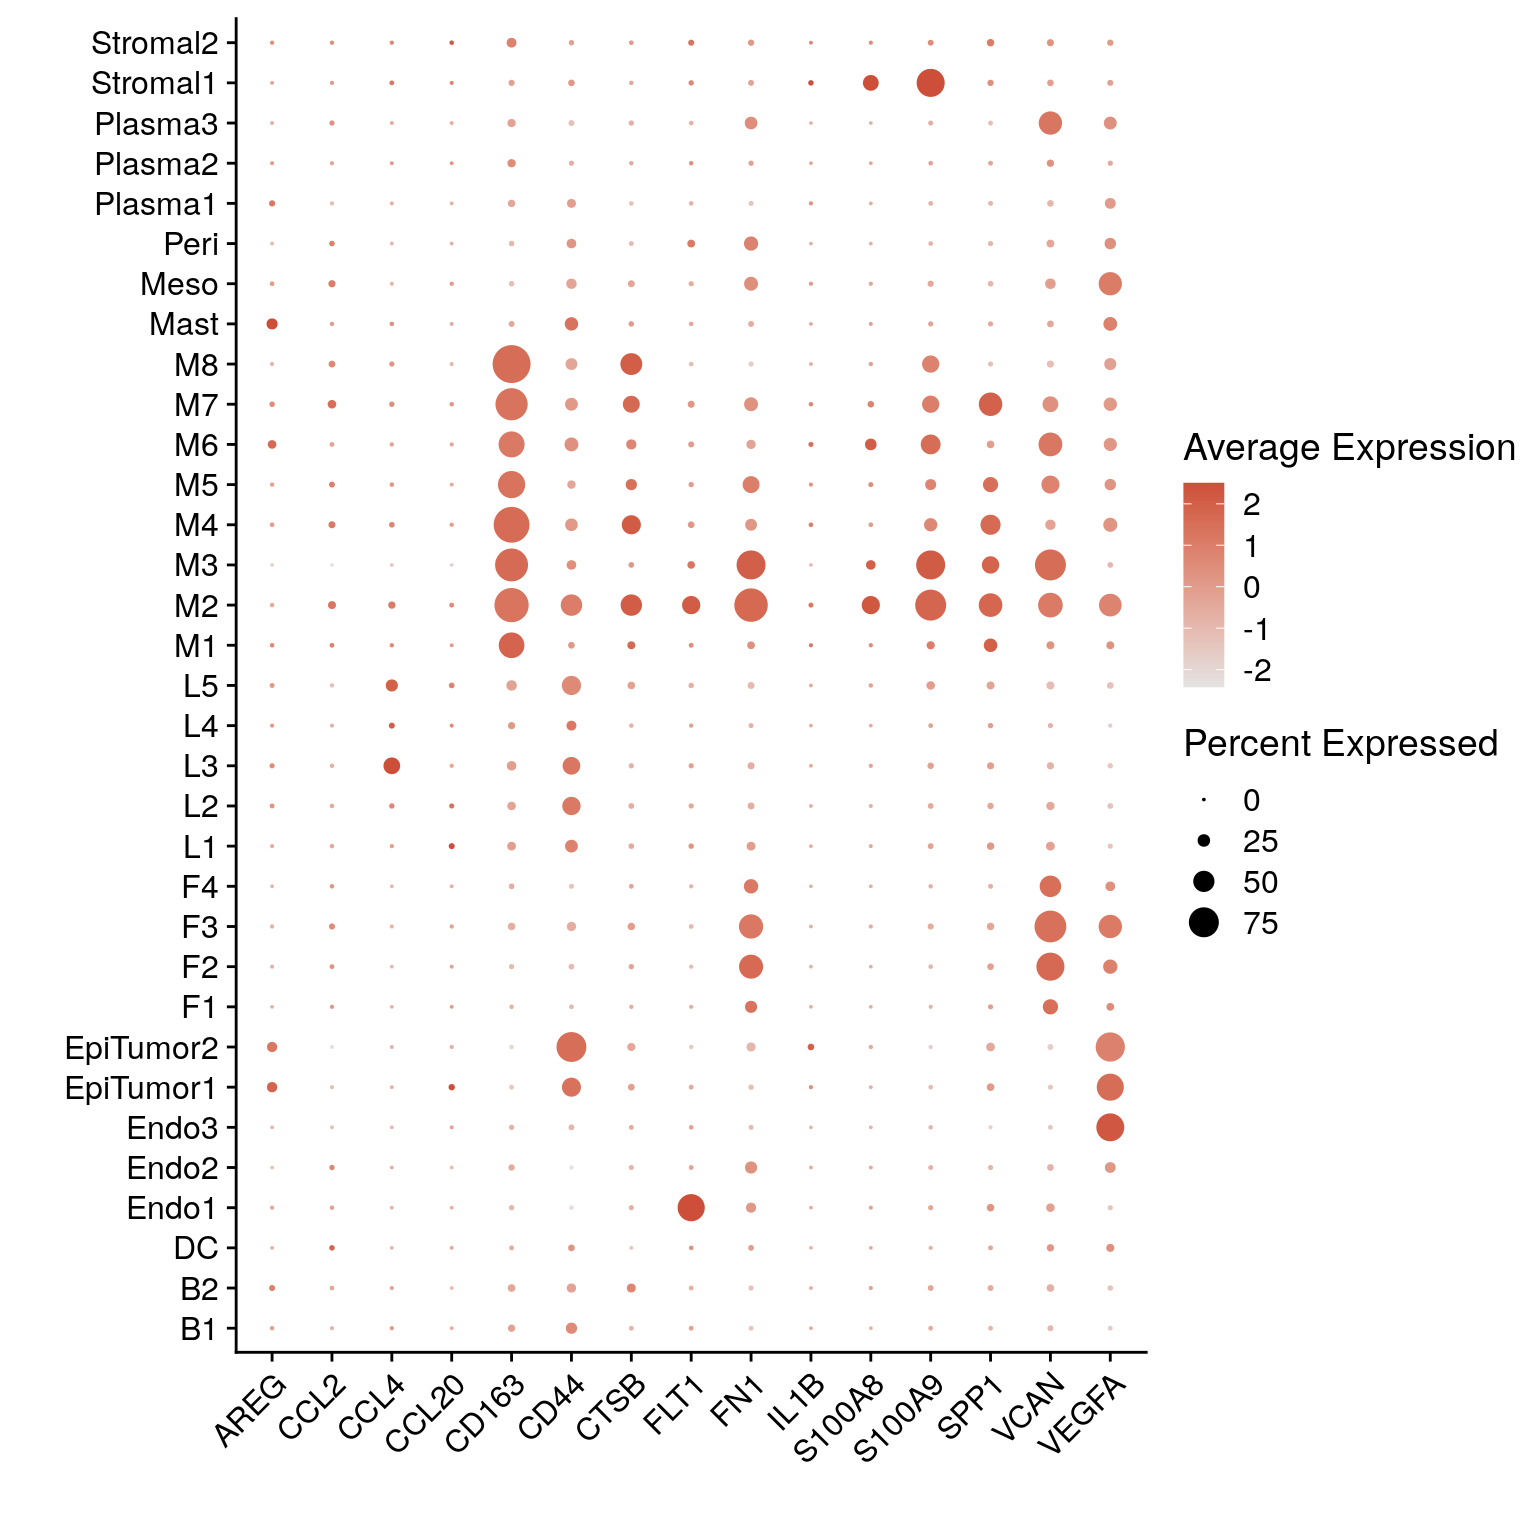 Stromal2
Stromal1
Plasma3
Plasma2
Plasma1
Peri
Meso
Mast
M8
M7
M6
M5
M4
M3
M2
M1
L5
L4
L3
L2
L1
F4
F3
F2
F1
EpiTumor2
EpiTumor1
Endo3
Endo2
Endo1
DC
B2
B1
AREG
CCL2
CCL4
CCL20
CD163
CD44
CTSB
FLT1
FN1
IL1B
S100A8
S100A9
SPP1
VCAN
VEGFA
Average Expression
2
1
0
-1
-2
Percent Expressed
0
25
50
75